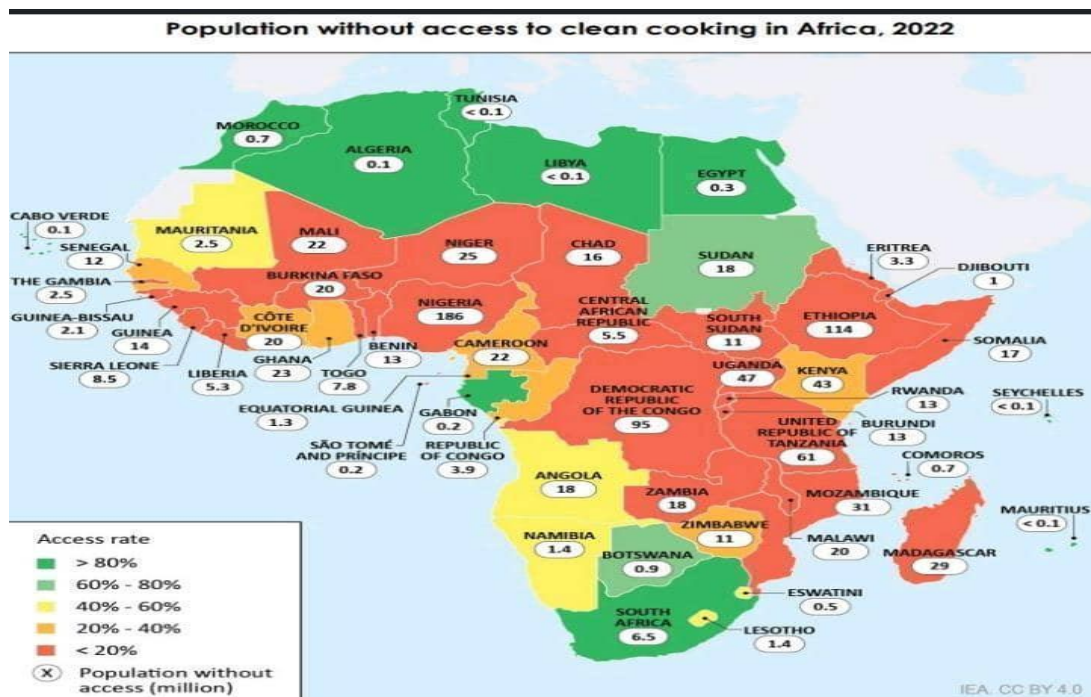 Population without access to clean cooking in Africa, 2022
TUNISIA
< 0.1
MOROCCO
0.7
ALGERIA
0.1
LIBYA
< 0.1
EGYPT
0.3
CABO VERDE
0.1
MAURITANIA
2.5
MALI
22
NIGER
25
CHAD
16
SUDAN
18
ERITREA
3.3
DJIBOUTI
1
SENEGAL
12
THE GAMBIA
2.5
GUINEA-BISSAU
2.1
GUINEA
14
SIERRA LEONE
8.5
LIBERIA
5.3
BURKINA FASO
20
CÔTE
D'IVOIRE
20
GHANA
23
TOGO
7.8
BENIN
13
NIGERIA
186
CAMEROON
22
CENTRAL
AFRICAN
REPUBLIC
5.5
SOUTH
SUDAN
11
ETHIOPIA
114
SOMALIA
17
EQUATORIAL GUINEA
1.3
GABON
0.2
SÃO TOMÉ
AND PRÍNCIPE
0.2
REPUBLIC
OF CONGO
3.9
DEMOCRATIC
REPUBLIC
OF THE CONGO
95
UGANDA
47
KENYA
43
RWANDA
13
BURUNDI
13
SEYCHELLES
< 0.1
UNITED
REPUBLIC OF
TANZANIA
61
COMOROS
0.7
ANGOLA
18
ZAMBIA
18
MOZAMBIQUE
31
MALAWI
20
MAURITIUS
< 0.1
MADAGASCAR
29
NAMIBIA
1.4
ZIMBABWE
11
BOTSWANA
0.9
ESWATINI
0.5
SOUTH
AFRICA
6.5
LESOTHO
1.4
Access rate
> 80%
60% - 80%
40% - 60%
20% - 40%
< 20%
X Population without
access (million)
IEA. CC BY 4.0